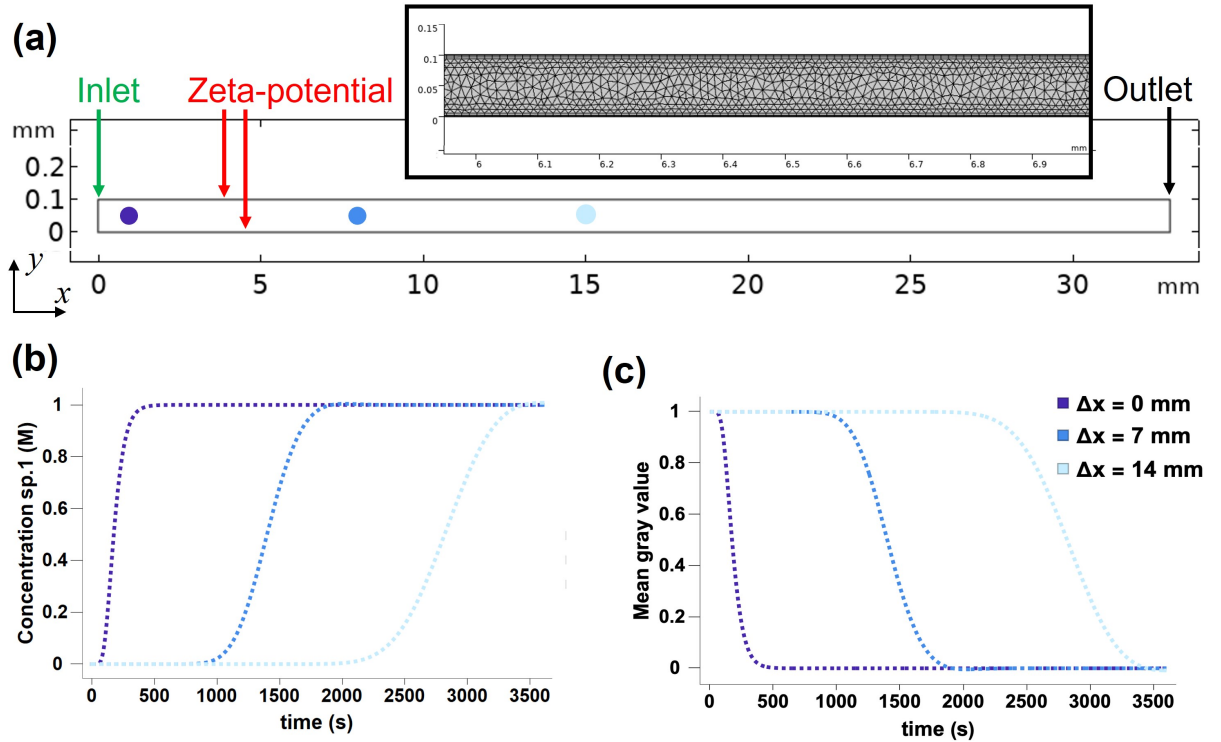 (a)
Inlet
Zeta-potential
Outlet
0.15
0.1
0.05
0
mm
6 6.1 6.2 6.3 6.4 6.5 6.6 6.7 6.8 6.9
mm
0.2
0.1
0
y
x
0 5 10 15 20 25 30 mm
(b)
Concentration sp.1 (M)
1
0.8
0.6
0.4
0.2
0
0 500 1000 1500 2000 2500 3000 3500
time (s)
(c)
Mean gray value
1
0.8
0.6
0.4
0.2
0
0 500 1000 1500 2000 2500 3000 3500
time (s)
Δx = 0 mm
Δx = 7 mm
Δx = 14 mm